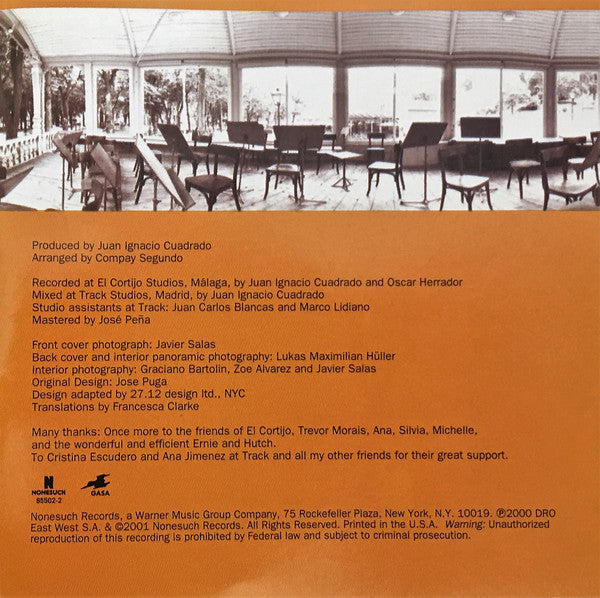 Produced by Juan Ignacio Cuadrado
Arranged by Compay Segundo
Recorded at El Cortijo Studios, Málaga, by Juan Ignacio Cuadrado and Oscar Herrador
Mixed at Track Studios, Madrid, by Juan Ignacio Cuadrado
Studio assistants at Track: Juan Carlos Blancas and Marco Lidiano
Mastered by José Peña
Front cover photograph: Javier Salas
Back cover and interior panoramic photography: Lukas Maximilian Hüller
Interior photography: Graciano Bartolin, Zoe Alvarez and Javier Salas
Original Design: Jose Puga
Design adapted by 27.12 design ltd., NYC
Translations by Francesca Clarke
Many thanks: Once more to the friends of El Cortijo, Trevor Morais, Ana, Silvia, Michelle,
and the wonderful and efficient Ernie and Hutch.
To Cristina Escudero and Ana Jimenez at Track and all my other friends for their great support.
N
NONESUCH
85502-2
GASA
Nonesuch Records, a Warner Music Group Company, 75 Rockefeller Plaza, New York, N.Y. 10019. ℗2000 DRO
East West S.A. & ©2001 Nonesuch Records. All Rights Reserved. Printed in the U.S.A. Warning: Unauthorized
reproduction of this recording is prohibited by Federal law and subject to criminal prosecution.